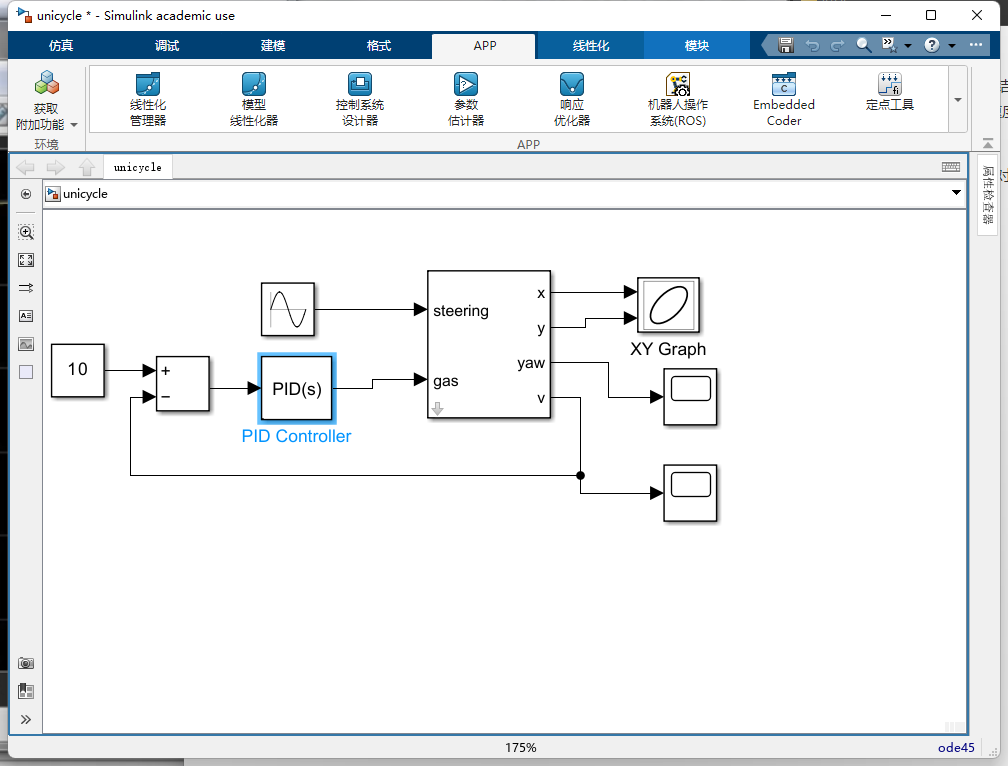 unicycle * - Simulink academic use
仿真
调试
建模
格式
APP
线性化
模块
获取
附加功能
环境
线性化
管理器
模型
线性化器
控制系统
设计器
参数
估计器
响应
优化器
机器人操作
系统(ROS)
Embedded
Coder
定点工具
APP
unicycle
unicycle
属性检查器
10
+
−
PID(s)
PID Controller
steering
gas
x
y
yaw
v
XY Graph
175%
ode45